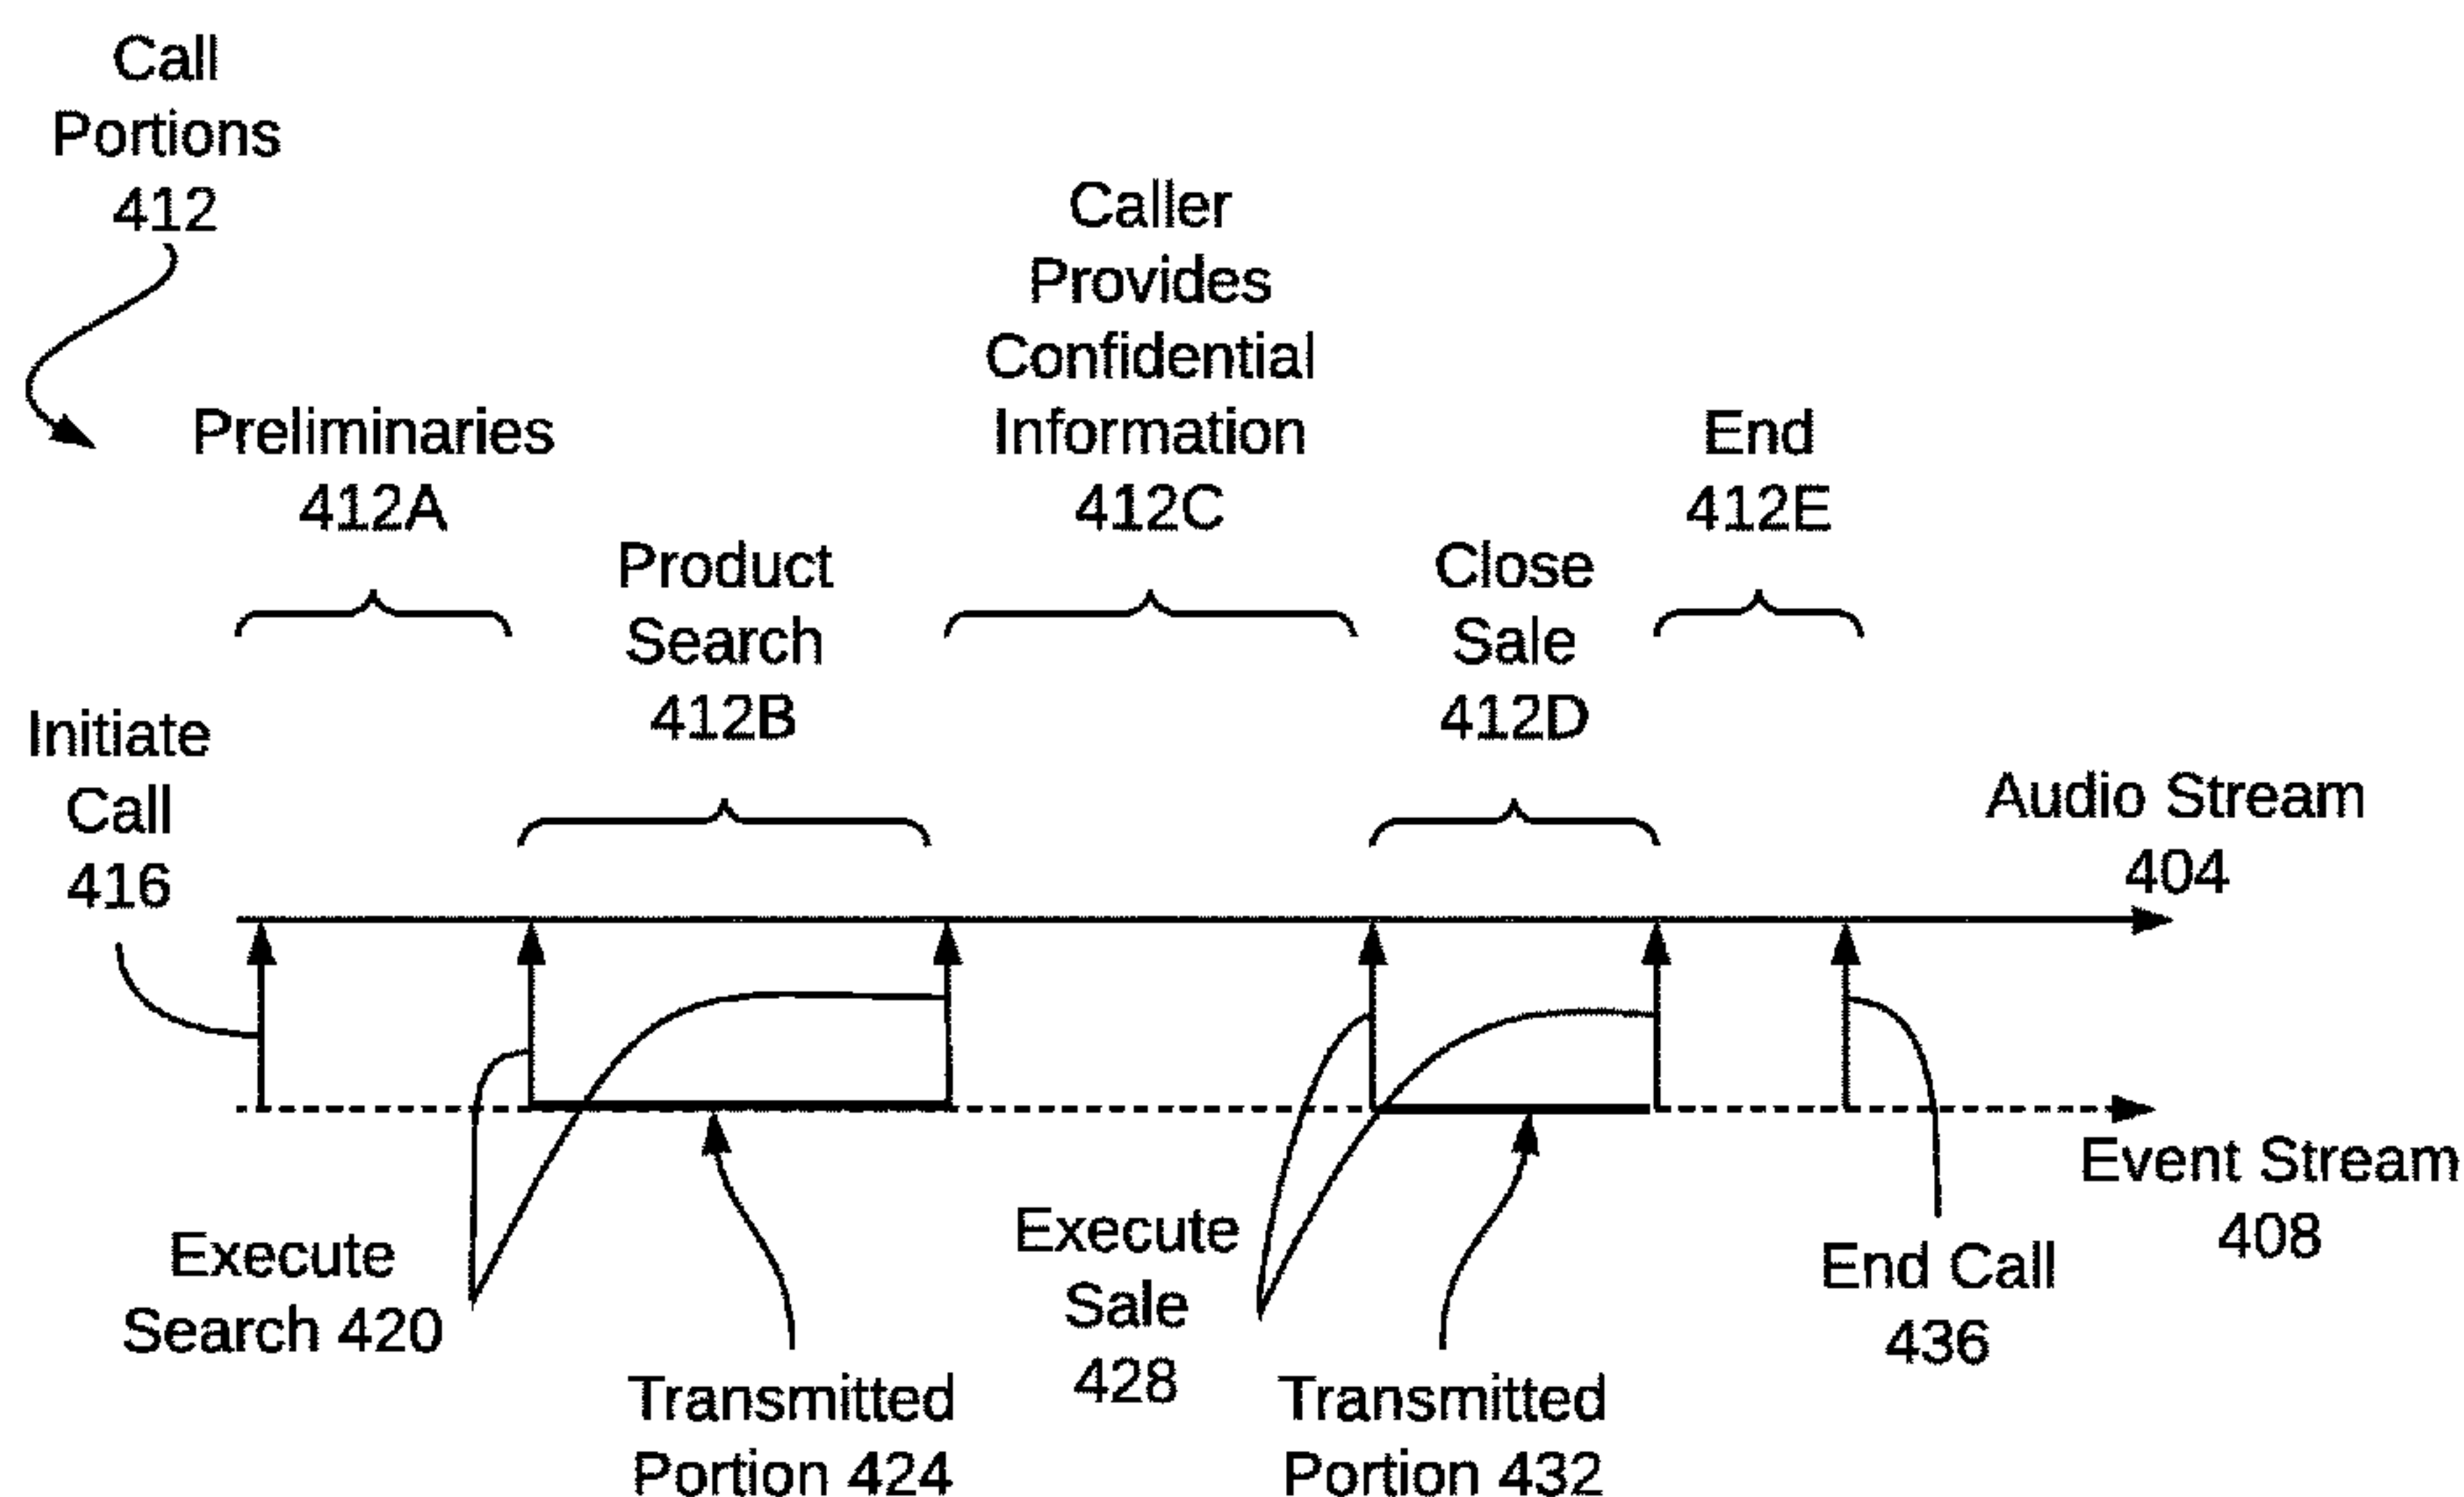 Call
Portions
412
Preliminaries
412A
Product
Search
412B
Caller
Provides
Confidential
Information
412C
Close
Sale
412D
End
412E
Initiate
Call
416
Audio Stream
404
Event Stream
408
Execute
Search 420
Transmitted
Portion 424
Execute
Sale
428
Transmitted
Portion 432
End Call
436